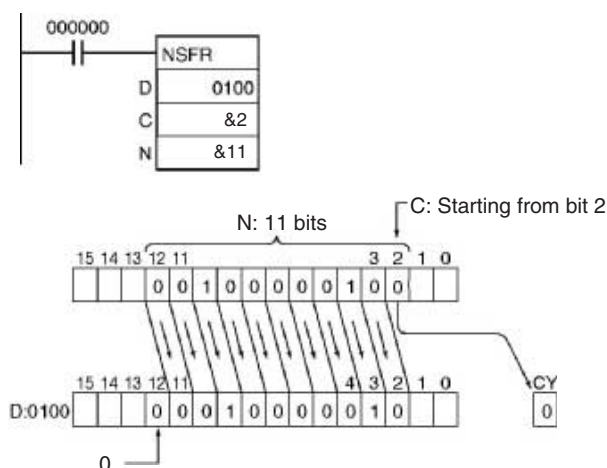 000000
NSFR
D 0100
C &2
N &11
C: Starting from bit 2
N: 11 bits
15 14 13 12 11 3 2 1 0
0 0 1 0 0 0 0 0 1 0 0
15 14 13 12 11 4 3 2 1 0 CY
D:0100 0 0 0 1 0 0 0 0 0 1 0 0
0